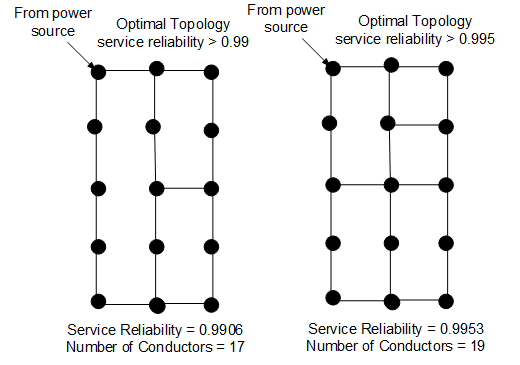 From power
source
Optimal Topology
service reliability > 0.99
Service Reliability = 0.9906
Number of Conductors = 17
From power
source
Optimal Topology
service reliability > 0.995
Service Reliability = 0.9953
Number of Conductors = 19